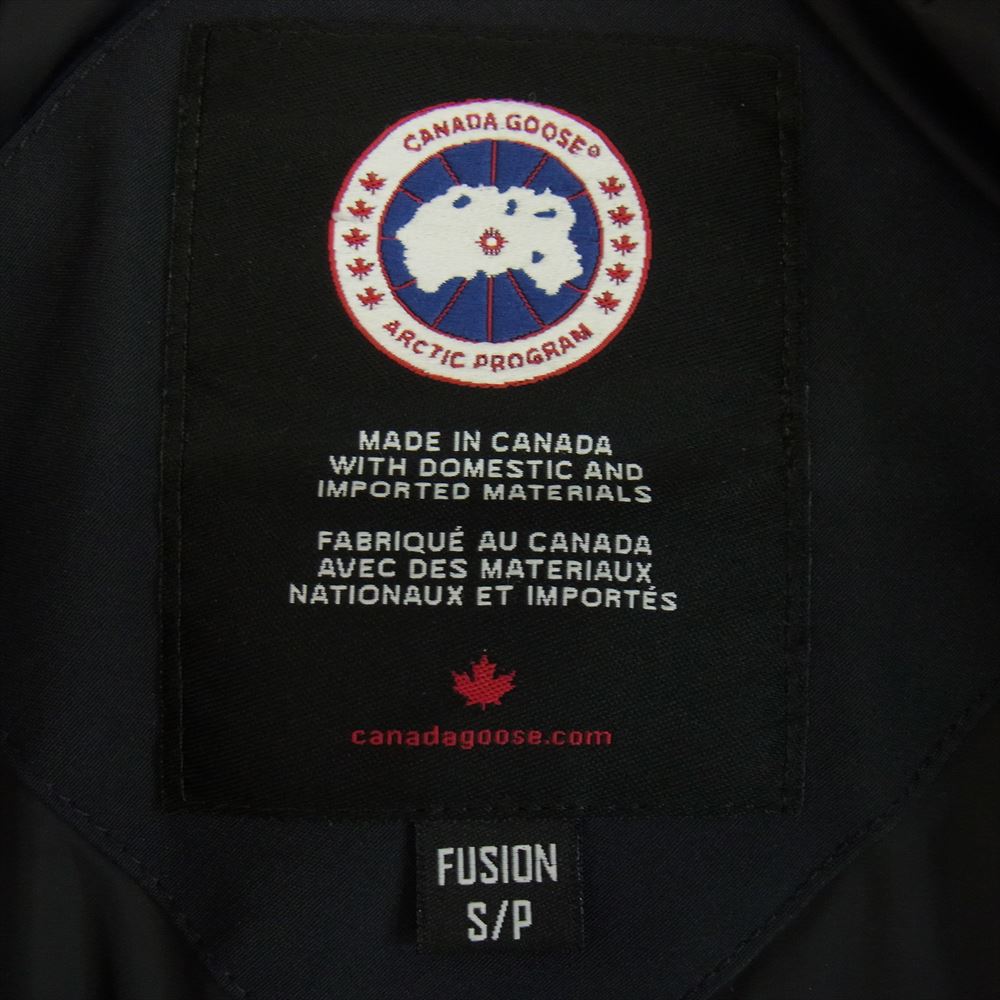 CANADA GOOSE®
ARCTIC PROGRAM
MADE IN CANADA
WITH DOMESTIC AND
IMPORTED MATERIALS
FABRIQUÉ AU CANADA
AVEC DES MATERIAUX
NATIONAUX ET IMPORTÉS
canadagoose.com
FUSION
S/P